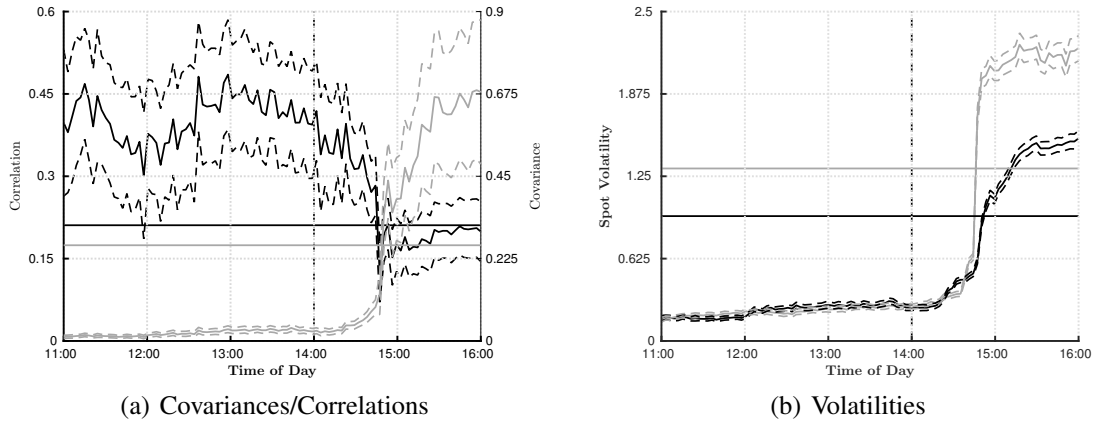 0.6
0.45
0.3
0.15
0
Correlation
0.9
0.675
0.45
0.225
0
Covariance
11:00 12:00 13:00 14:00 15:00 16:00
Time of Day
(a) Covariances/Correlations
2.5
1.875
1.25
0.625
0
Spot Volatility
11:00 12:00 13:00 14:00 15:00 16:00
Time of Day
(b) Volatilities